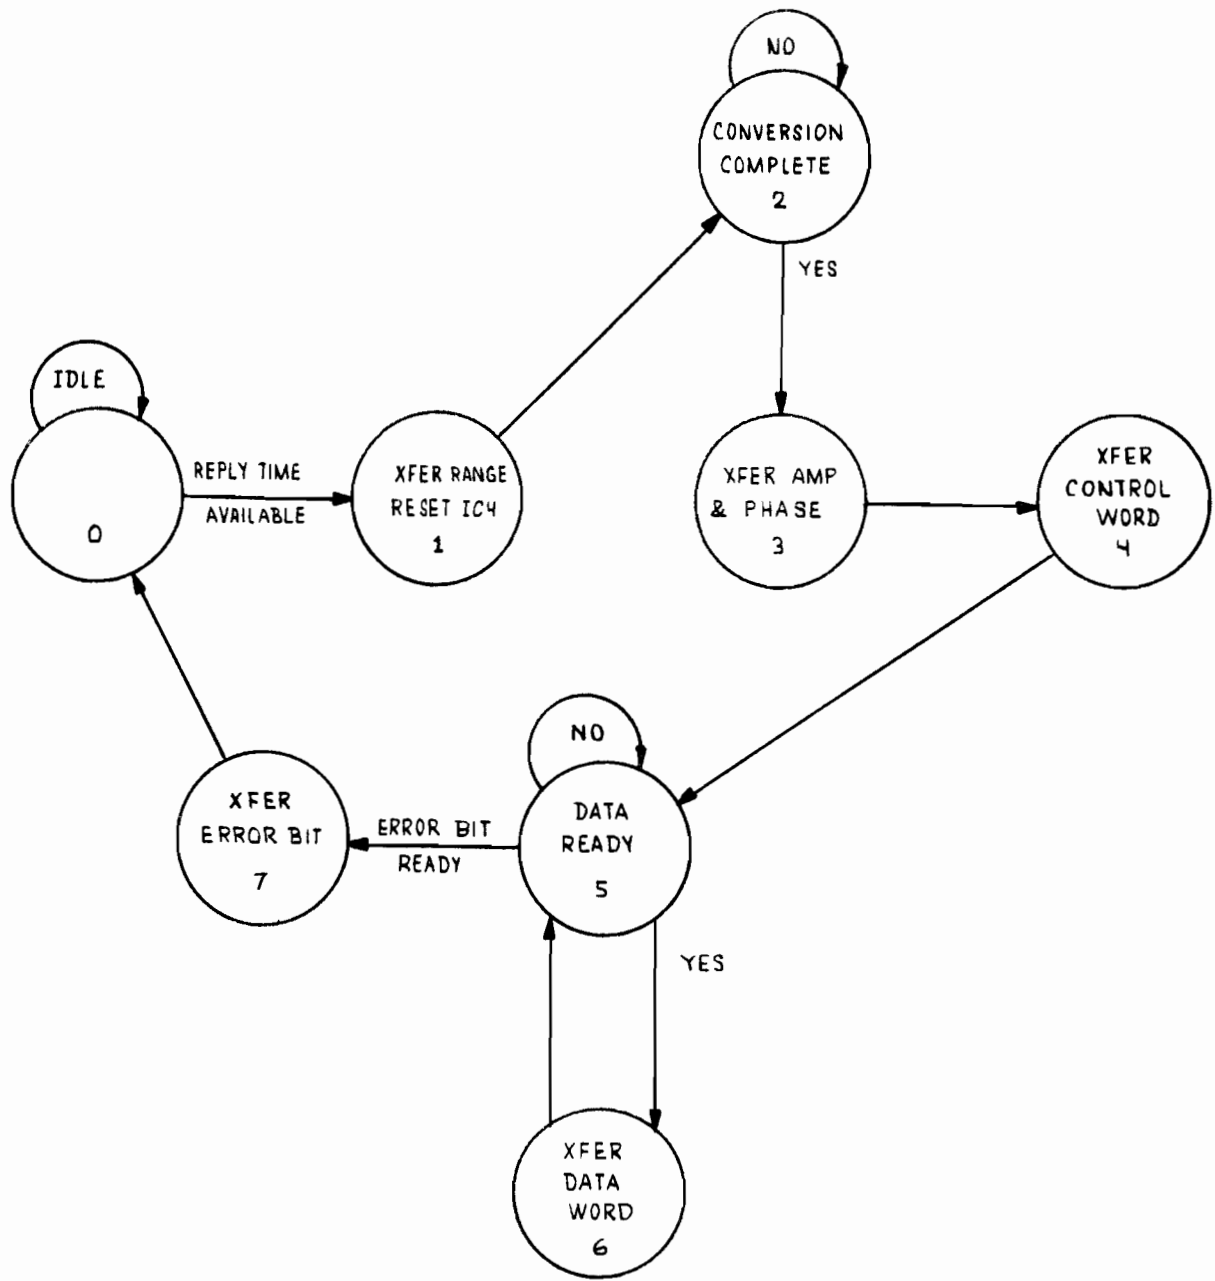 NO
CONVERSION
COMPLETE
2
YES
IDLE
0
REPLY TIME
AVAILABLE
XFER RANGE
RESET IC4
1
XFER AMP
& PHASE
3
XFER
CONTROL
WORD
4
NO
DATA
READY
5
ERROR BIT
READY
XFER
ERROR BIT
7
YES
XFER
DATA
WORD
6